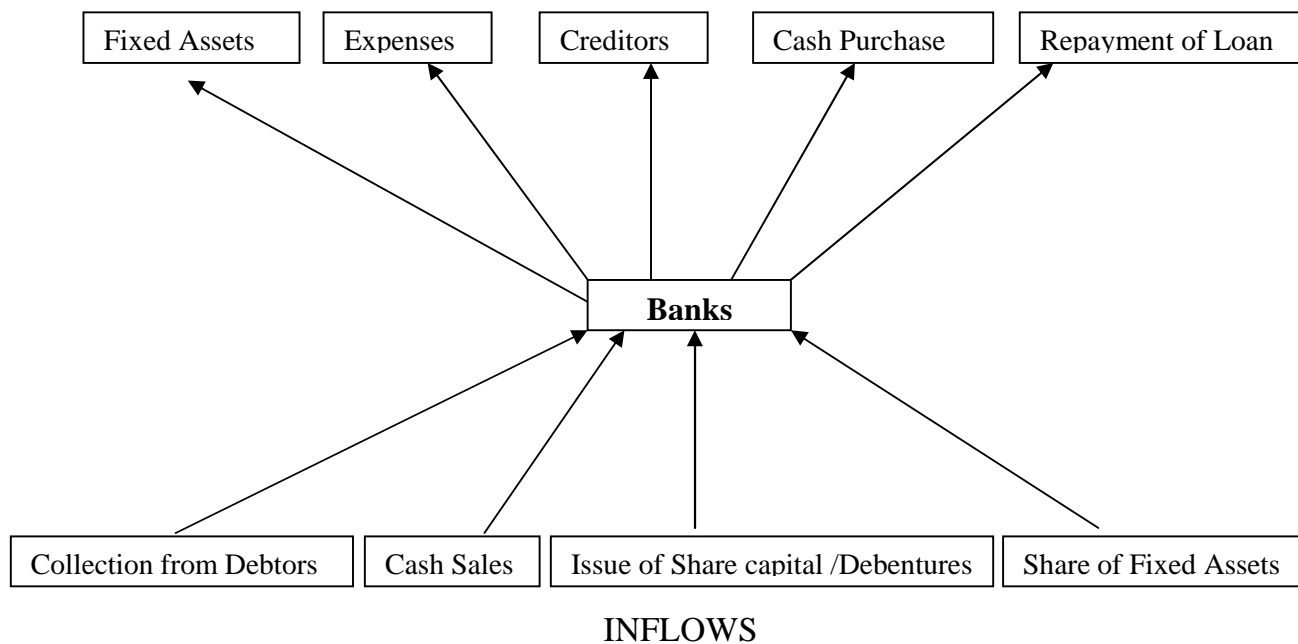 Fixed Assets
Expenses
Creditors
Cash Purchase
Repayment of Loan
Banks
Collection from Debtors
Cash Sales
Issue of Share capital /Debentures
Share of Fixed Assets
INFLOWS